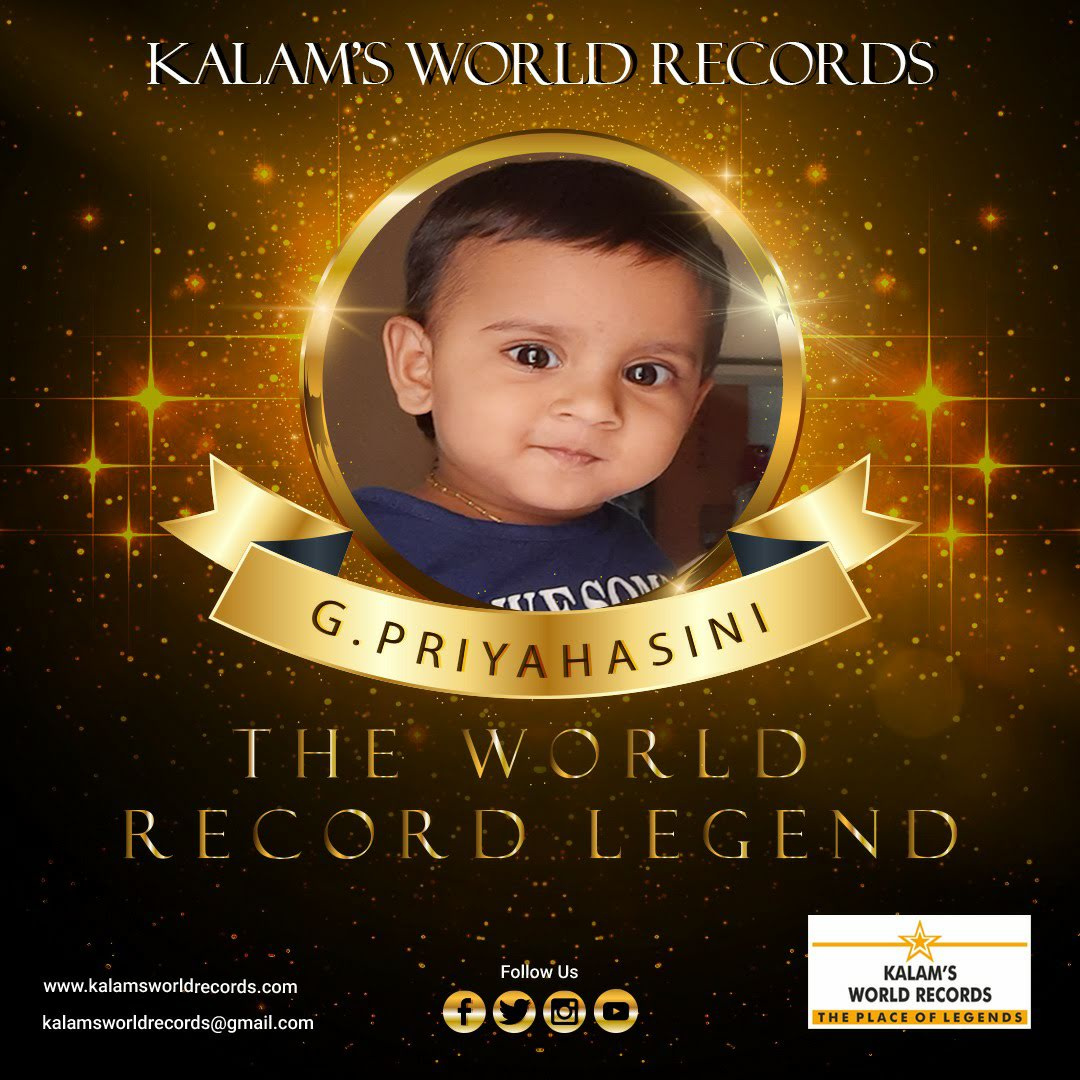 KALAM'S WORLD RECORDS
G.PRIYAHASINI
THE WORLD
RECORD LEGEND
www.kalamsworldrecords.com
kalamsworldrecords@gmail.com
Follow Us
KALAM'S
WORLD RECORDS
THE PLACE OF LEGENDS